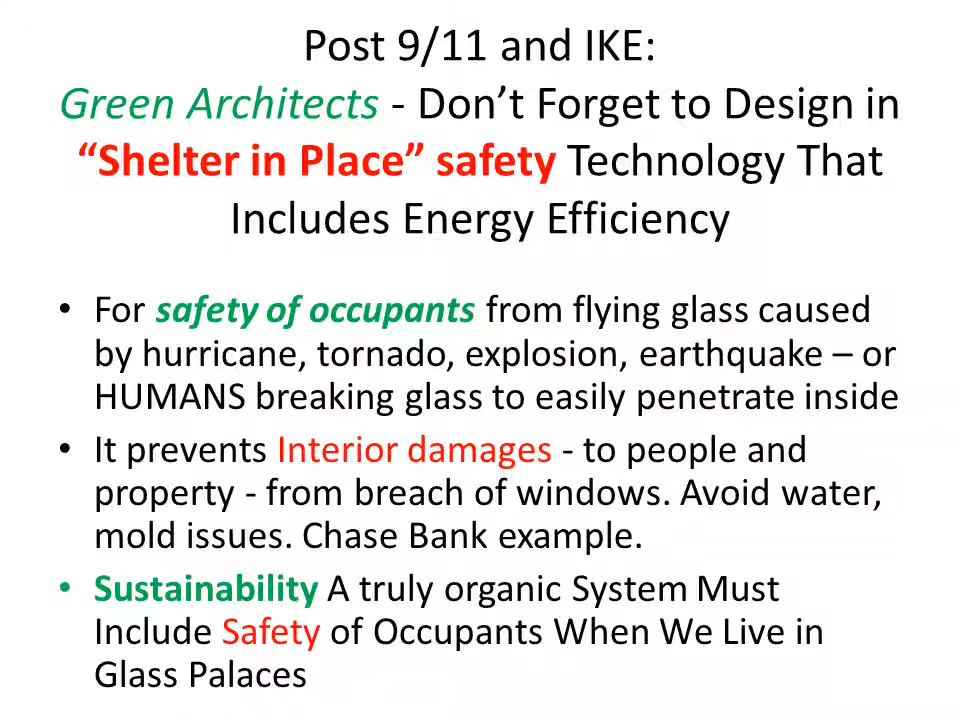 Post 9/11 and IKE:
Green Architects - Don’t Forget to Design in
“Shelter in Place” safety Technology That
Includes Energy Efficiency
• For safety of occupants from flying glass caused
by hurricane, tornado, explosion, earthquake – or
HUMANS breaking glass to easily penetrate inside
• It prevents Interior damages - to people and
property - from breach of windows. Avoid water,
mold issues. Chase Bank example.
• Sustainability A truly organic System Must
Include Safety of Occupants When We Live in
Glass Palaces